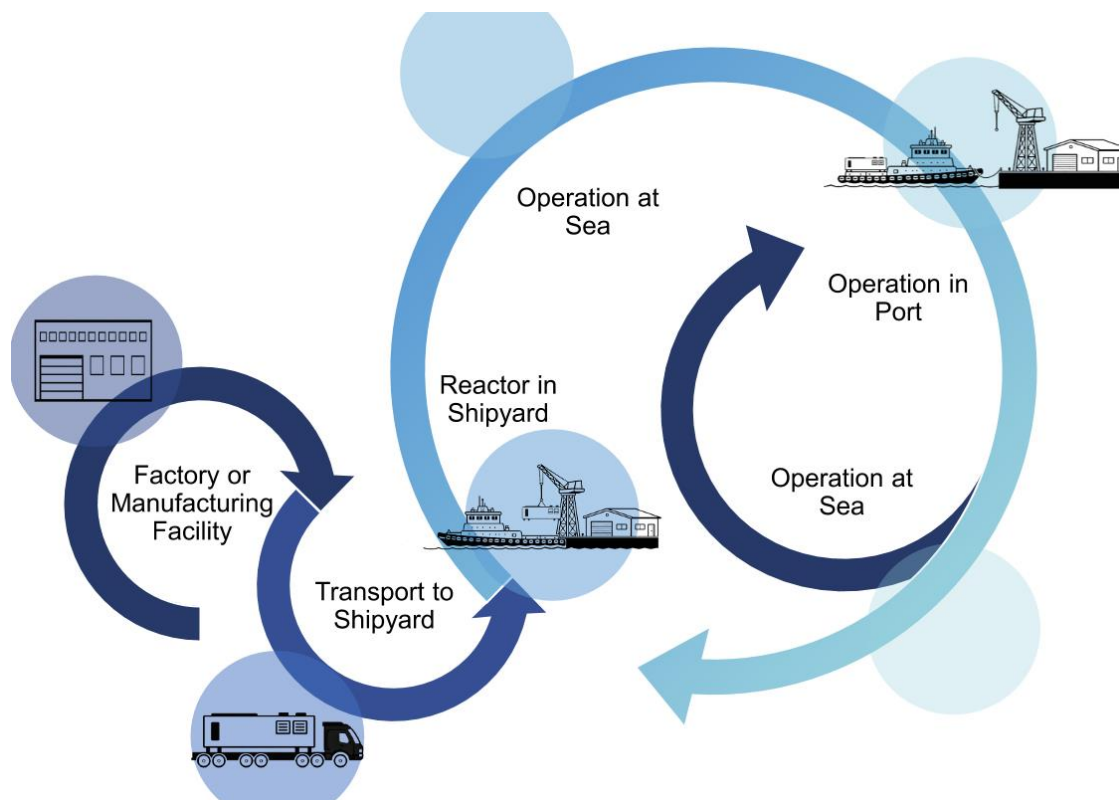 Operation at
Sea
Operation in
Port
Reactor in
Shipyard
Factory or
Manufacturing
Facility
Operation at
Sea
Transport to
Shipyard